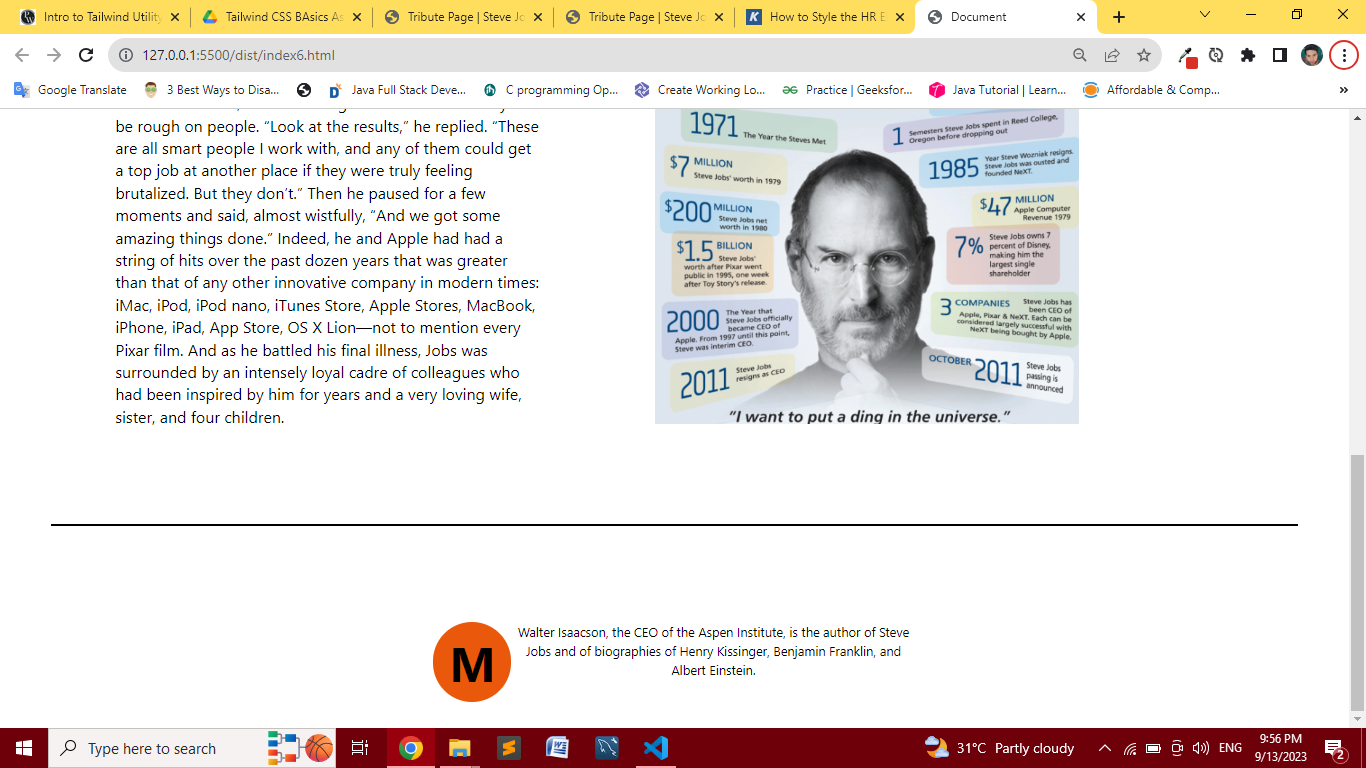 Intro to Tailwind Utility
Tailwind CSS BAsics As
Tribute Page | Steve Jo
Tribute Page | Steve Jo
How to Style the HR E
Document
127.0.0.1:5500/dist/index6.html
Google Translate
3 Best Ways to Disa...
Java Full Stack Deve...
C programming Op...
Create Working Lo...
Practice | Geeksfor...
Java Tutorial | Learn...
Affordable & Comp...
»
be rough on people. “Look at the results,” he replied. “These
are all smart people I work with, and any of them could get
a top job at another place if they were truly feeling
brutalized. But they don’t.” Then he paused for a few
moments and said, almost wistfully, “And we got some
amazing things done.” Indeed, he and Apple had had a
string of hits over the past dozen years that was greater
than that of any other innovative company in modern times:
iMac, iPod, iPod nano, iTunes Store, Apple Stores, MacBook,
iPhone, iPad, App Store, OS X Lion—not to mention every
Pixar film. And as he battled his final illness, Jobs was
surrounded by an intensely loyal cadre of colleagues who
had been inspired by him for years and a very loving wife,
sister, and four children.
1971 The Year the Steves Met
$7 MILLION
Steve Jobs' worth in 1979
$200 MILLION
Steve Jobs net
worth in 1980
$1.5 BILLION
Steve Jobs'
worth after Pixar went
public in 1995, one week
after Toy Story's release.
2000 The Year that
Steve Jobs officially
became CEO of
Apple. From 1997 until this point,
Steve was interim CEO.
2011 Steve Jobs
resigns as CEO
1 Semesters Steve Jobs spent in Reed College,
Oregon before dropping out
1985 Year Steve Wozniak resigns.
Steve Jobs was ousted and
founded NeXT.
$47 MILLION
Apple Computer
Revenue 1979
7% Steve Jobs owns 7
percent of Disney,
making him the
largest single
shareholder
3 COMPANIES Steve Jobs has
been CEO of
Apple, Pixar & NeXT. Each can be
considered largely successful with
NeXT being bought by Apple.
OCTOBER 2011 Steve Jobs
passing is
announced
"I want to put a ding in the universe."
M
Walter Isaacson, the CEO of the Aspen Institute, is the author of Steve
Jobs and of biographies of Henry Kissinger, Benjamin Franklin, and
Albert Einstein.
Type here to search
31°C Partly cloudy
ENG
9:56 PM
9/13/2023
2